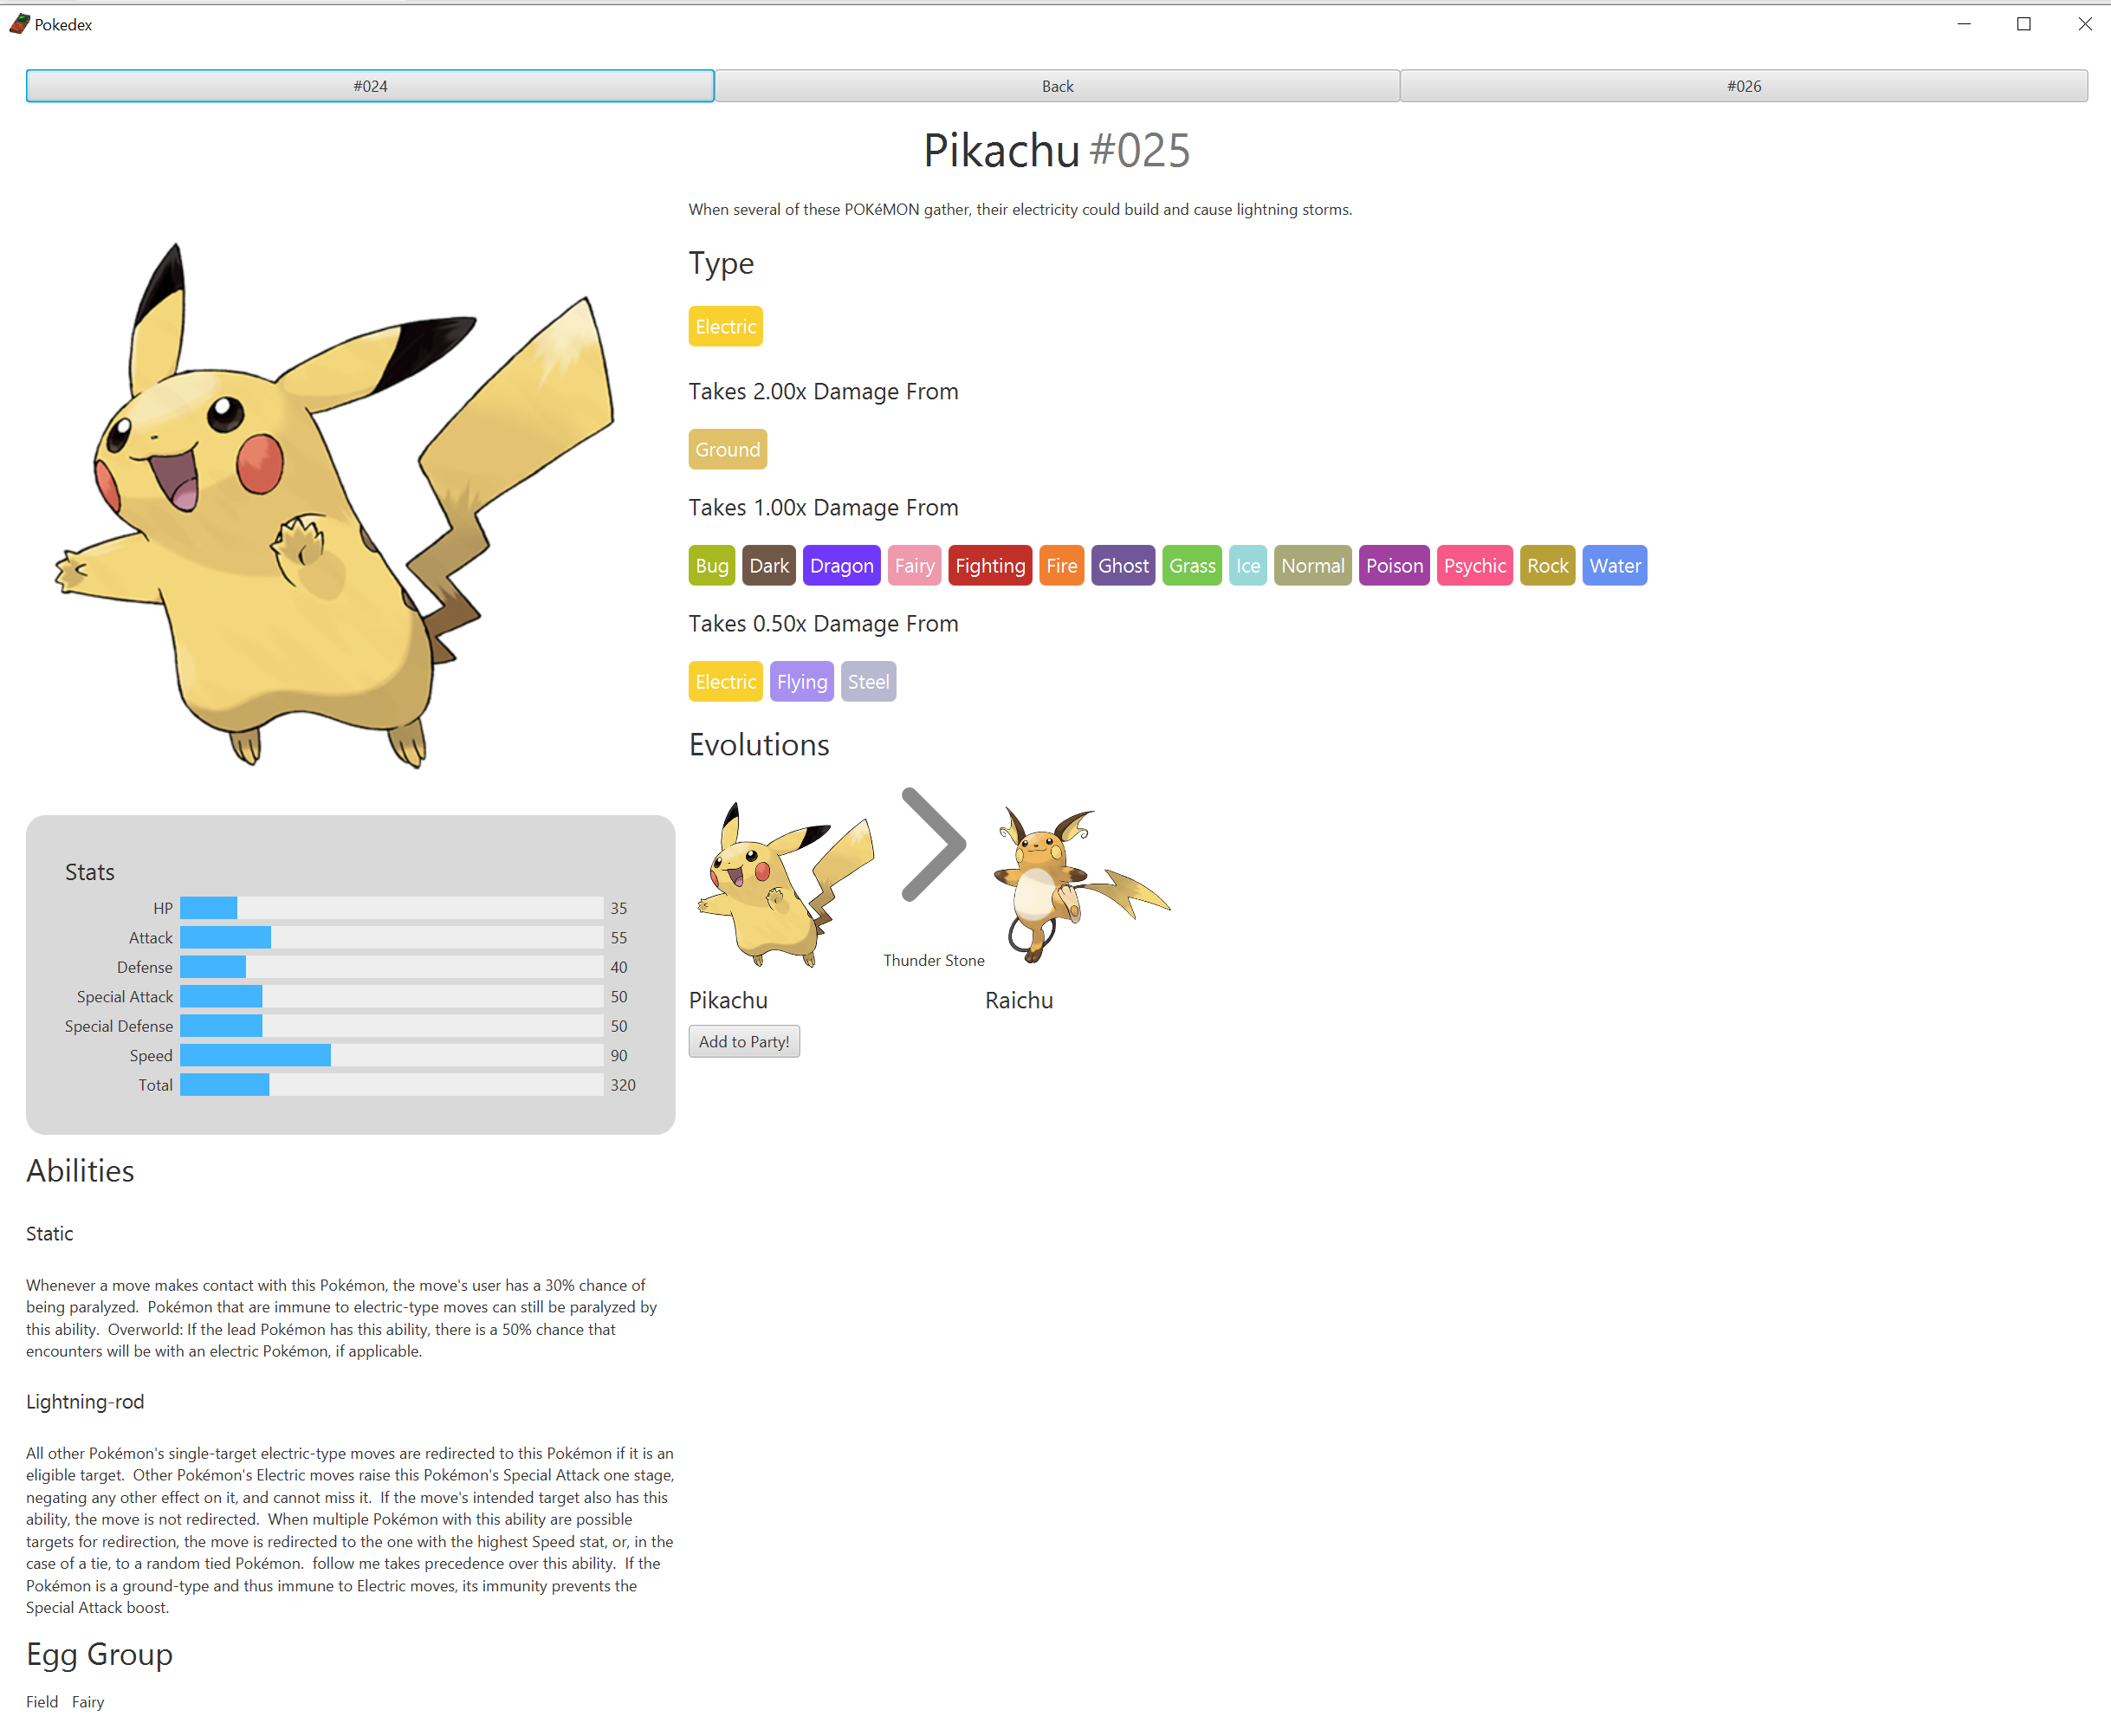 Pokedex
#024
Back
#026
Pikachu #025
When several of these POKéMON gather, their electricity could build and cause lightning storms.
Type
Electric
Takes 2.00x Damage From
Ground
Takes 1.00x Damage From
Bug Dark Dragon Fairy Fighting Fire Ghost Grass Ice Normal Poison Psychic Rock Water
Takes 0.50x Damage From
Electric Flying Steel
Evolutions
Thunder Stone
Pikachu
Raichu
Add to Party!
Stats
HP 35
Attack 55
Defense 40
Special Attack 50
Special Defense 50
Speed 90
Total 320
Abilities
Static
Whenever a move makes contact with this Pokémon, the move's user has a 30% chance of
being paralyzed.  Pokémon that are immune to electric-type moves can still be paralyzed by
this ability.  Overworld: If the lead Pokémon has this ability, there is a 50% chance that
encounters will be with an electric Pokémon, if applicable.
Lightning-rod
All other Pokémon's single-target electric-type moves are redirected to this Pokémon if it is an
eligible target.  Other Pokémon's Electric moves raise this Pokémon's Special Attack one stage,
negating any other effect on it, and cannot miss it.  If the move's intended target also has this
ability, the move is not redirected.  When multiple Pokémon with this ability are possible
targets for redirection, the move is redirected to the one with the highest Speed stat, or, in the
case of a tie, to a random tied Pokémon.  follow me takes precedence over this ability.  If the
Pokémon is a ground-type and thus immune to Electric moves, its immunity prevents the
Special Attack boost.
Egg Group
Field Fairy